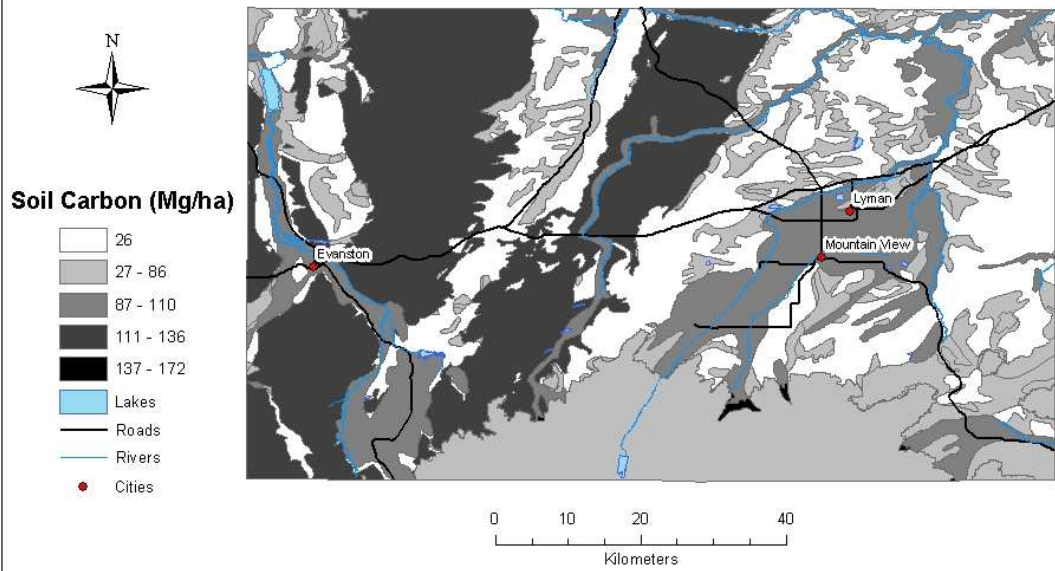 N
Soil Carbon (Mg/ha)
26
27 - 86
87 - 110
111 - 136
137 - 172
Lakes
Roads
Rivers
Cities
Lyman
Mountain View
Evanston
0 10 20 40
Kilometers